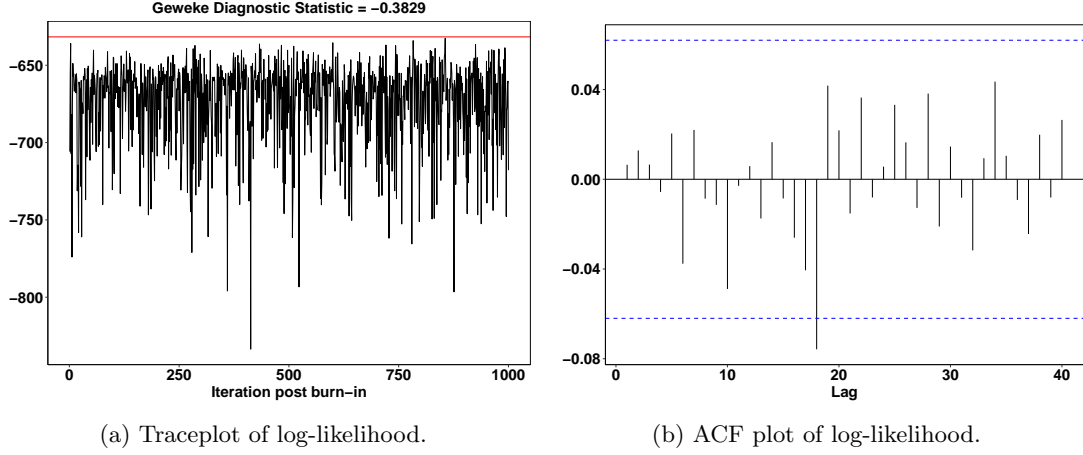 Geweke Diagnostic Statistic = −0.3829
−650
−700
−750
−800
0 250 500 750 1000
Iteration post burn−in
(a) Traceplot of log-likelihood.
0.04
0.00
−0.04
−0.08
0 10 20 30 40
Lag
(b) ACF plot of log-likelihood.